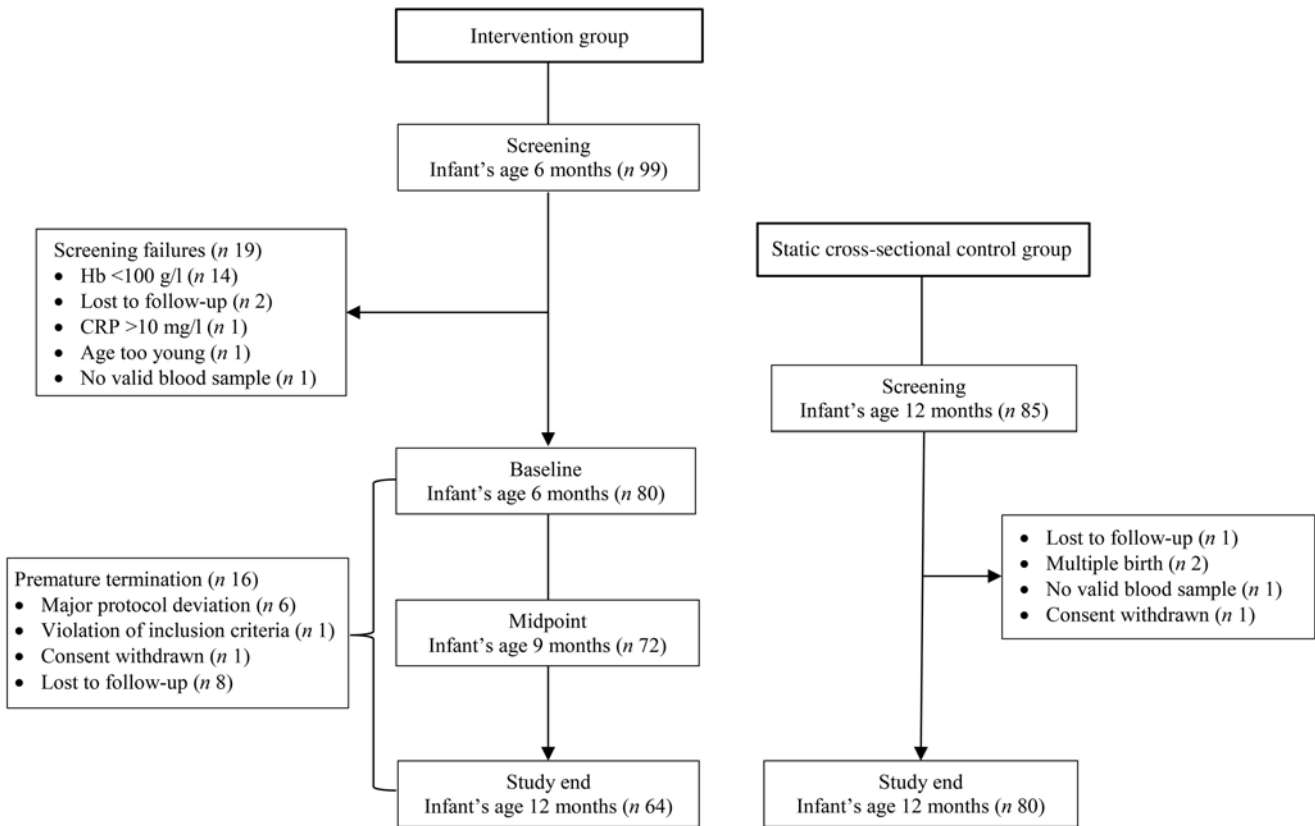 Intervention group
Screening
Infant's age 6 months (n 99)
Screening failures (n 19)
• Hb <100 g/l (n 14)
• Lost to follow-up (n 2)
• CRP >10 mg/l (n 1)
• Age too young (n 1)
• No valid blood sample (n 1)
Baseline
Infant's age 6 months (n 80)
Premature termination (n 16)
• Major protocol deviation (n 6)
• Violation of inclusion criteria (n 1)
• Consent withdrawn (n 1)
• Lost to follow-up (n 8)
Midpoint
Infant's age 9 months (n 72)
Study end
Infant's age 12 months (n 64)
Static cross-sectional control group
Screening
Infant's age 12 months (n 85)
• Lost to follow-up (n 1)
• Multiple birth (n 2)
• No valid blood sample (n 1)
• Consent withdrawn (n 1)
Study end
Infant's age 12 months (n 80)